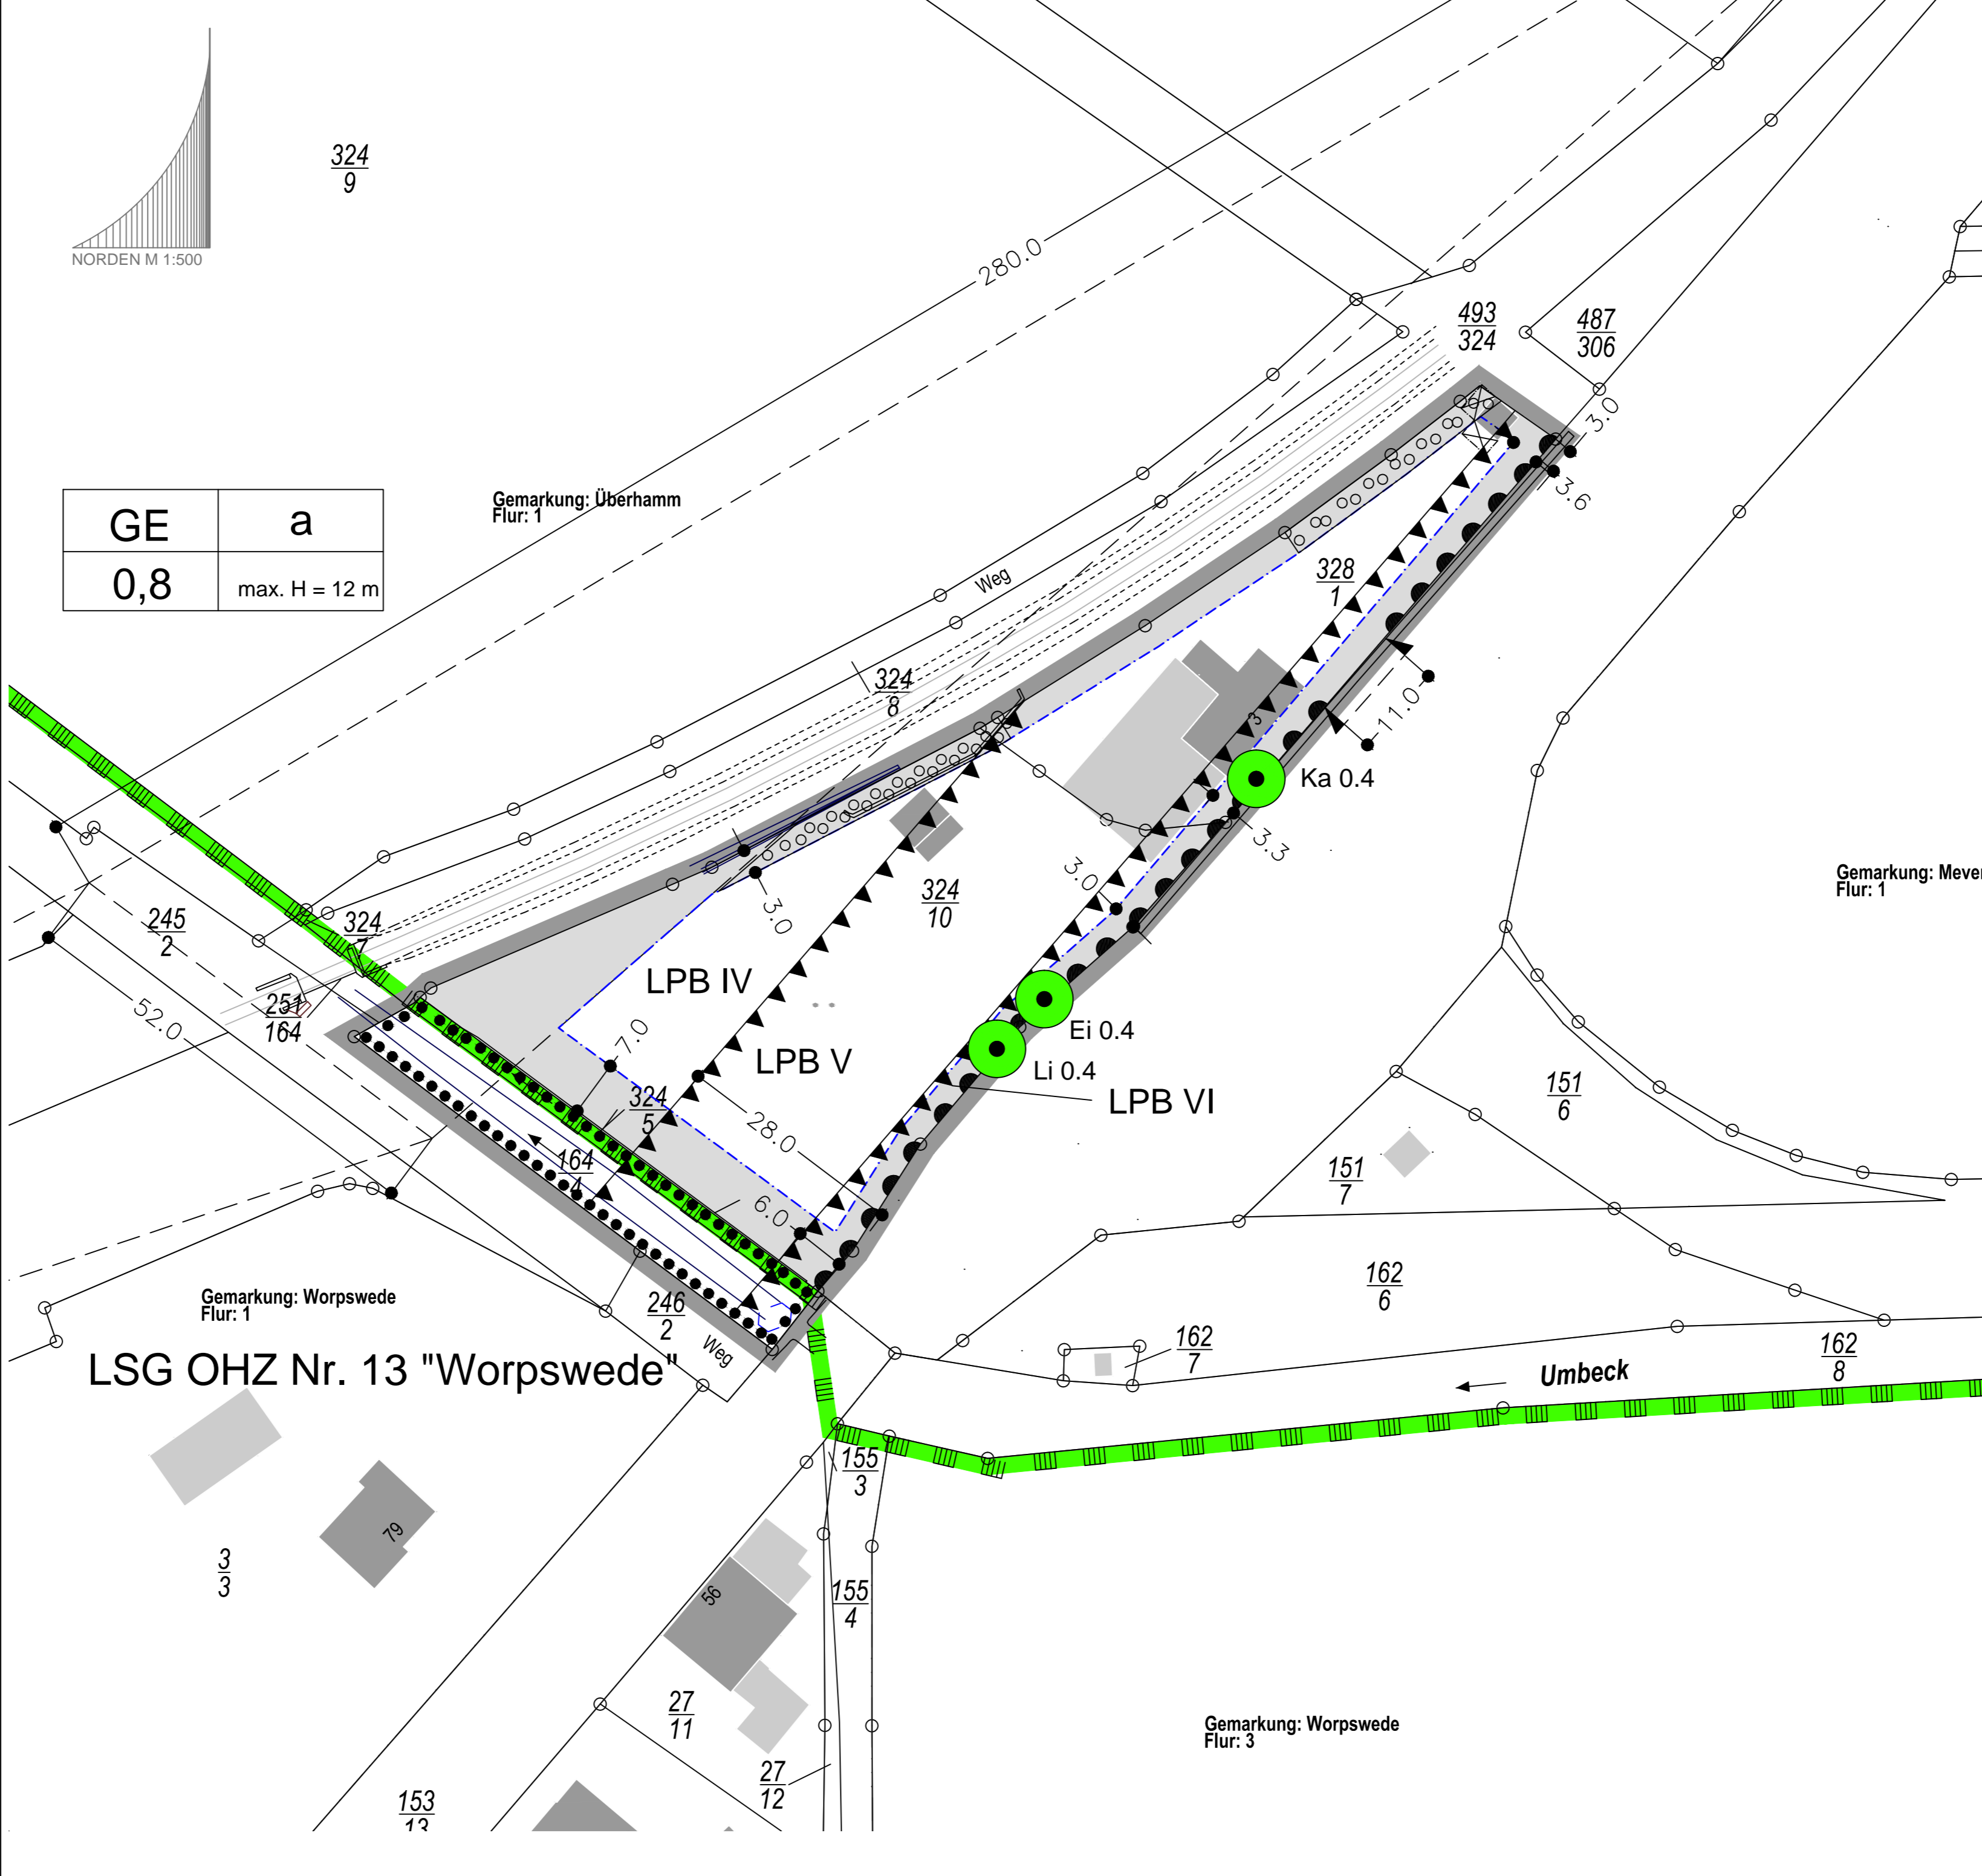 324
9
NORDEN M 1:500
280.0
493
324
487
306
3.0
3.6
GE
a
0,8
max. H = 12 m
Gemarkung: Überhamm
Flur: 1
Weg
328
1
324
8
3
11.0
Ka 0.4
3.3
3.0
324
10
3.0
245
2
324
7
251
164
52.0
LPB IV
7.0
LPB V
324
5
28.0
164
4
6.0
Ei 0.4
Li 0.4
LPB VI
Gemarkung: Meve
Flur: 1
151
6
151
7
162
6
162
7
162
8
Umbeck
Gemarkung: Worpswede
Flur: 1
246
2
Weg
LSG OHZ Nr. 13 "Worpswede"
155
3
79
3
3
56
155
4
27
11
27
12
153
13
Gemarkung: Worpswede
Flur: 3